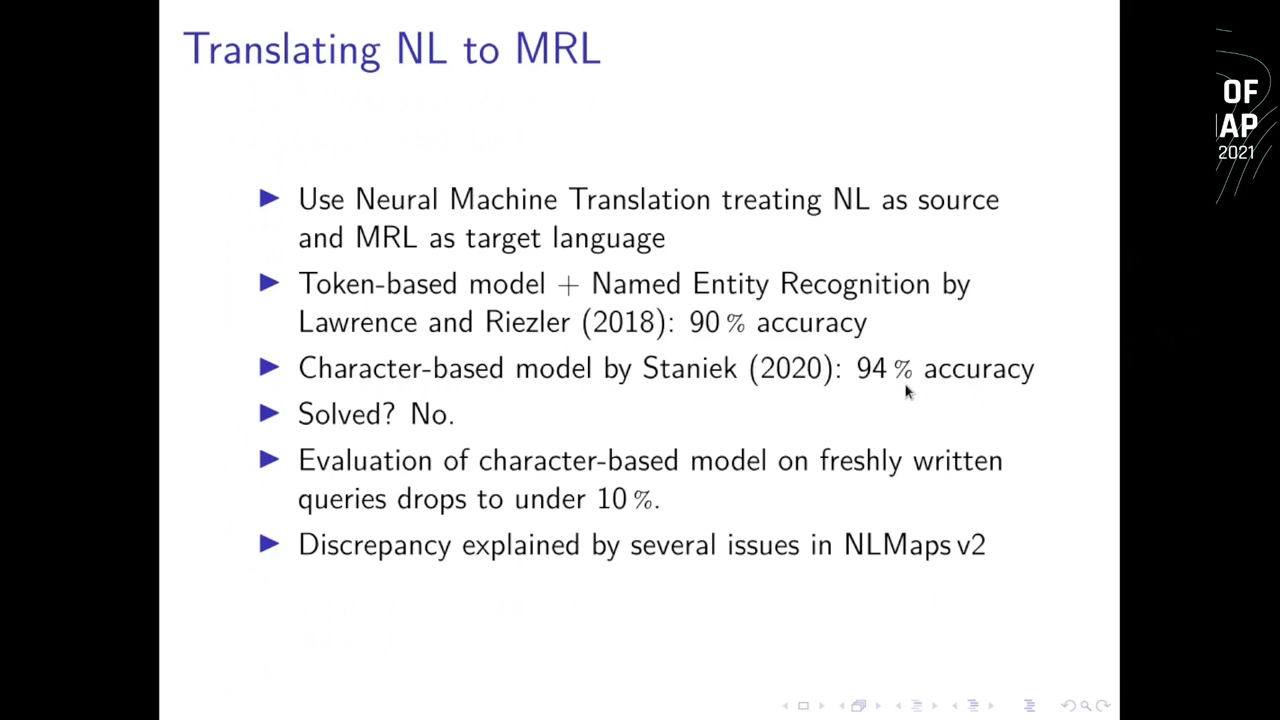 Translating NL to MRL
▶ Use Neural Machine Translation treating NL as source
and MRL as target language
▶ Token-based model + Named Entity Recognition by
Lawrence and Riezler (2018): 90 % accuracy
▶ Character-based model by Staniek (2020): 94 % accuracy
▶ Solved? No.
▶ Evaluation of character-based model on freshly written
queries drops to under 10 %.
▶ Discrepancy explained by several issues in NLMaps v2
OF
AP
2021